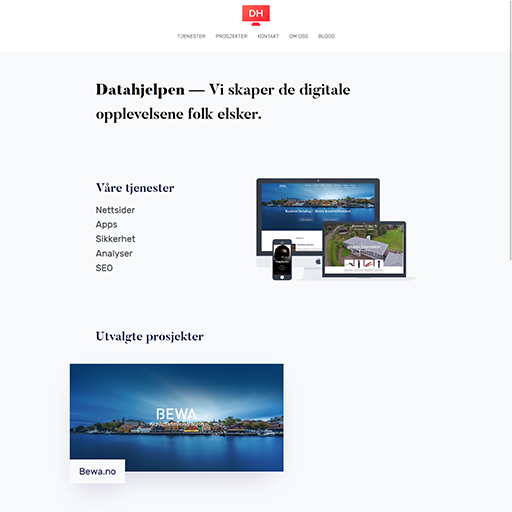 DH
TJENESTER PROSJEKTER KONTAKT OM OSS BLOGG
Datahjelpen — Vi skaper de digitale
opplevelsene folk elsker.
Våre tjenester
Nettsider
Apps
Sikkerhet
Analyser
SEO
Utvalgte prosjekter
BEWA
Bewa.no